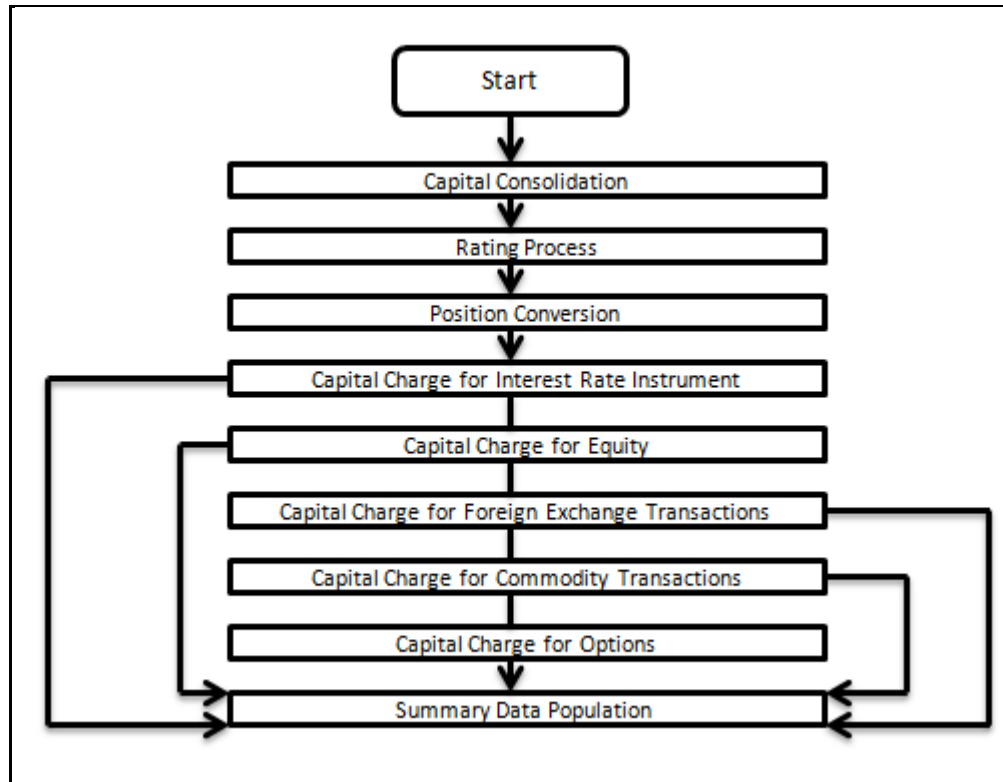 Start
Capital Consolidation
Rating Process
Position Conversion
Capital Charge for Interest Rate Instrument
Capital Charge for Equity
Capital Charge for Foreign Exchange Transactions
Capital Charge for Commodity Transactions
Capital Charge for Options
Summary Data Population